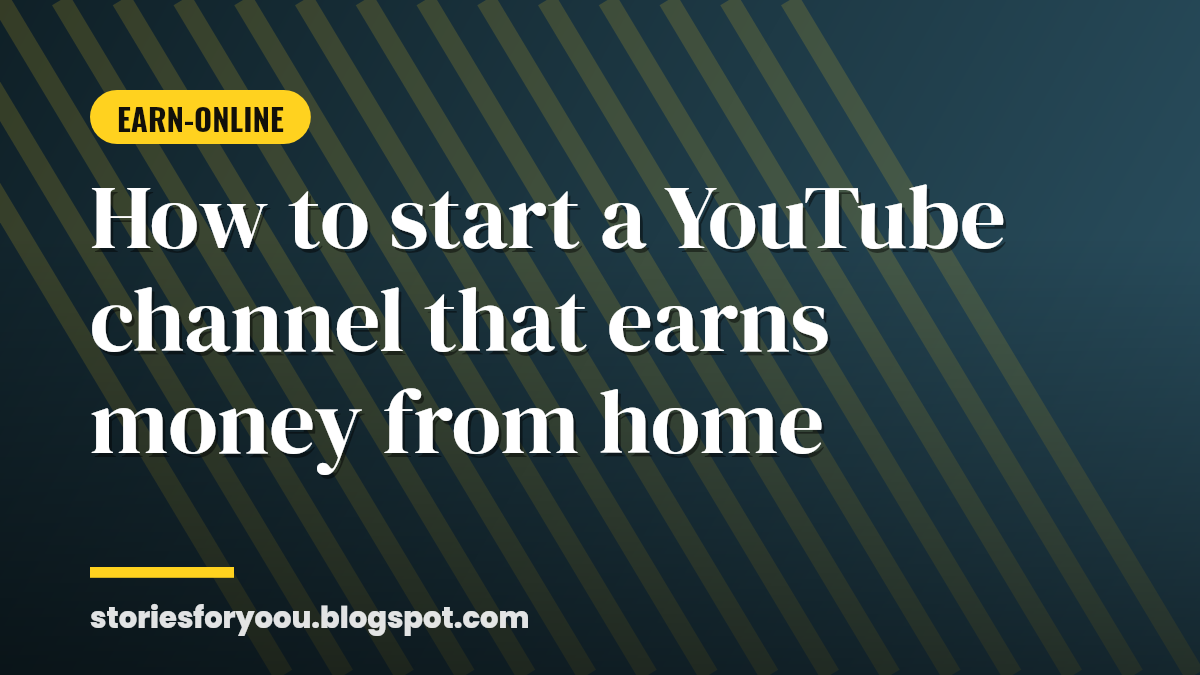 EARN-ONLINE
How to start a YouTube
channel that earns
money from home
storiesforyoou.blogspot.com